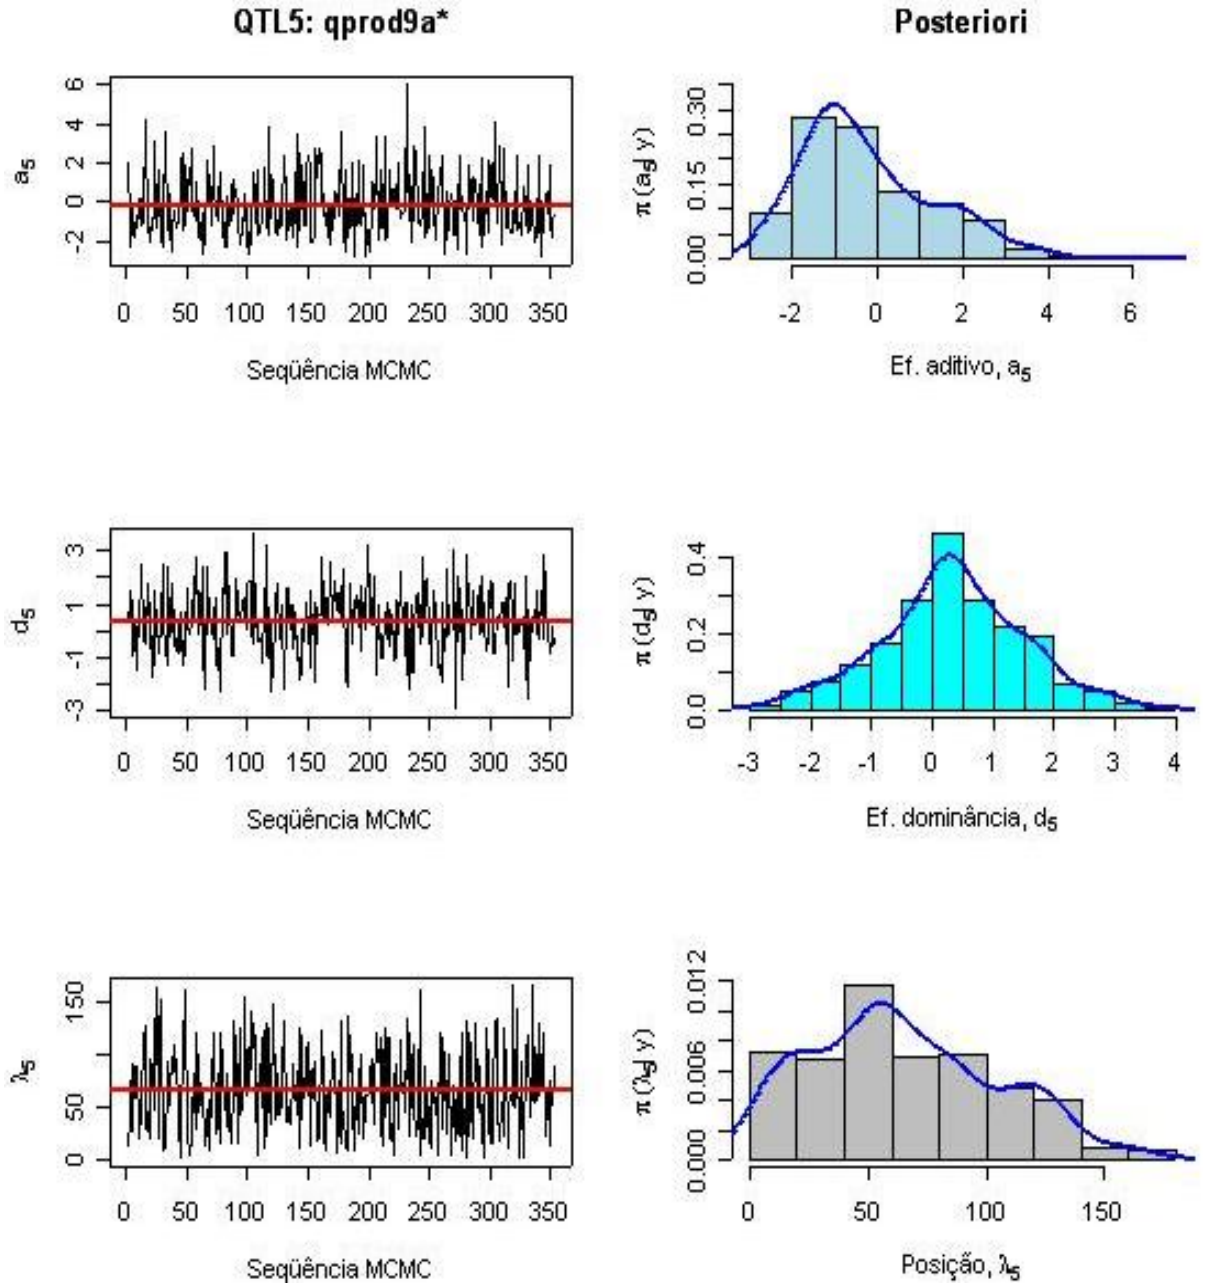 QTL5: qprod9a*
Posteriori
a5
6
4
2
0
-2
0 50 100 150 200 250 300 350
Seqüência MCMC
π(a5| y)
0.30
0.15
0.00
-2 0 2 4 6
Ef. aditivo, a5
d5
3
1
-1
-3
0 50 100 150 200 250 300 350
Seqüência MCMC
π(d5| y)
0.4
0.2
0.0
-3 -2 -1 0 1 2 3 4
Ef. dominância, d5
λ5
150
50
0
0 50 100 150 200 250 300 350
Seqüência MCMC
π(λ5| y)
0.012
0.006
0.000
0 50 100 150
Posição, λ5